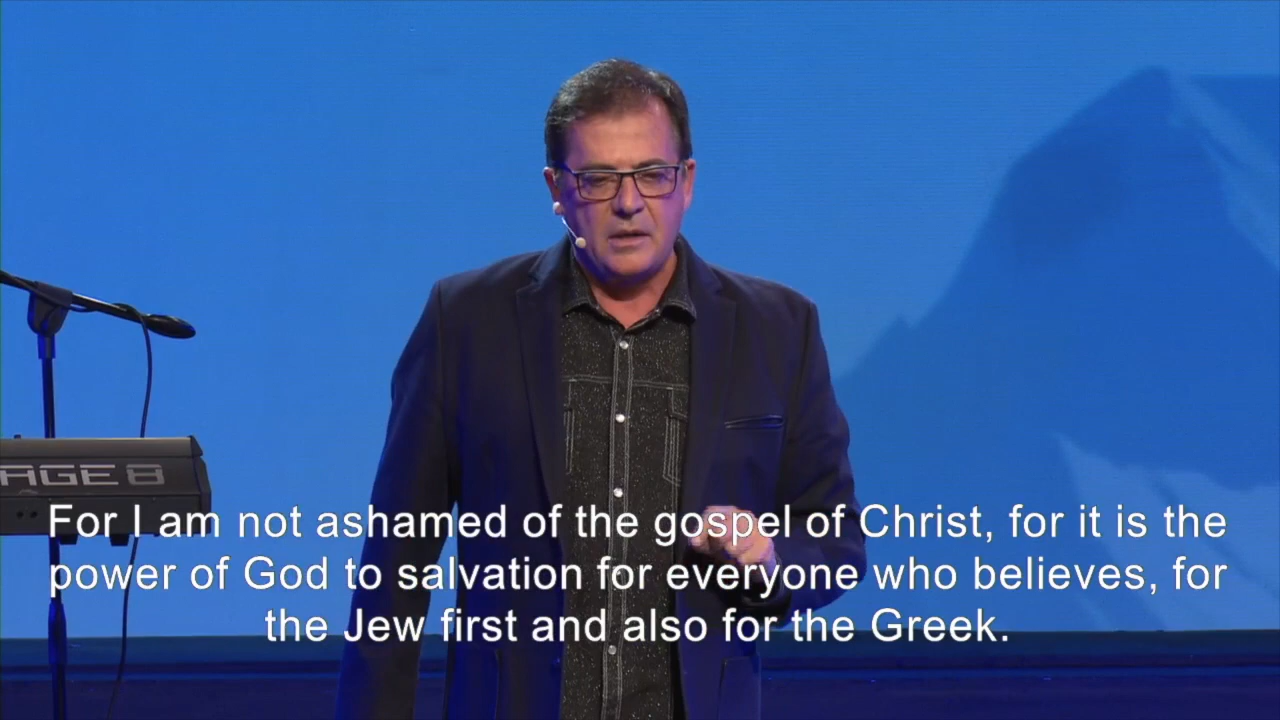 AGE 8
For I am not ashamed of the gospel of Christ, for it is the
power of God to salvation for everyone who believes, for
the Jew first and also for the Greek.